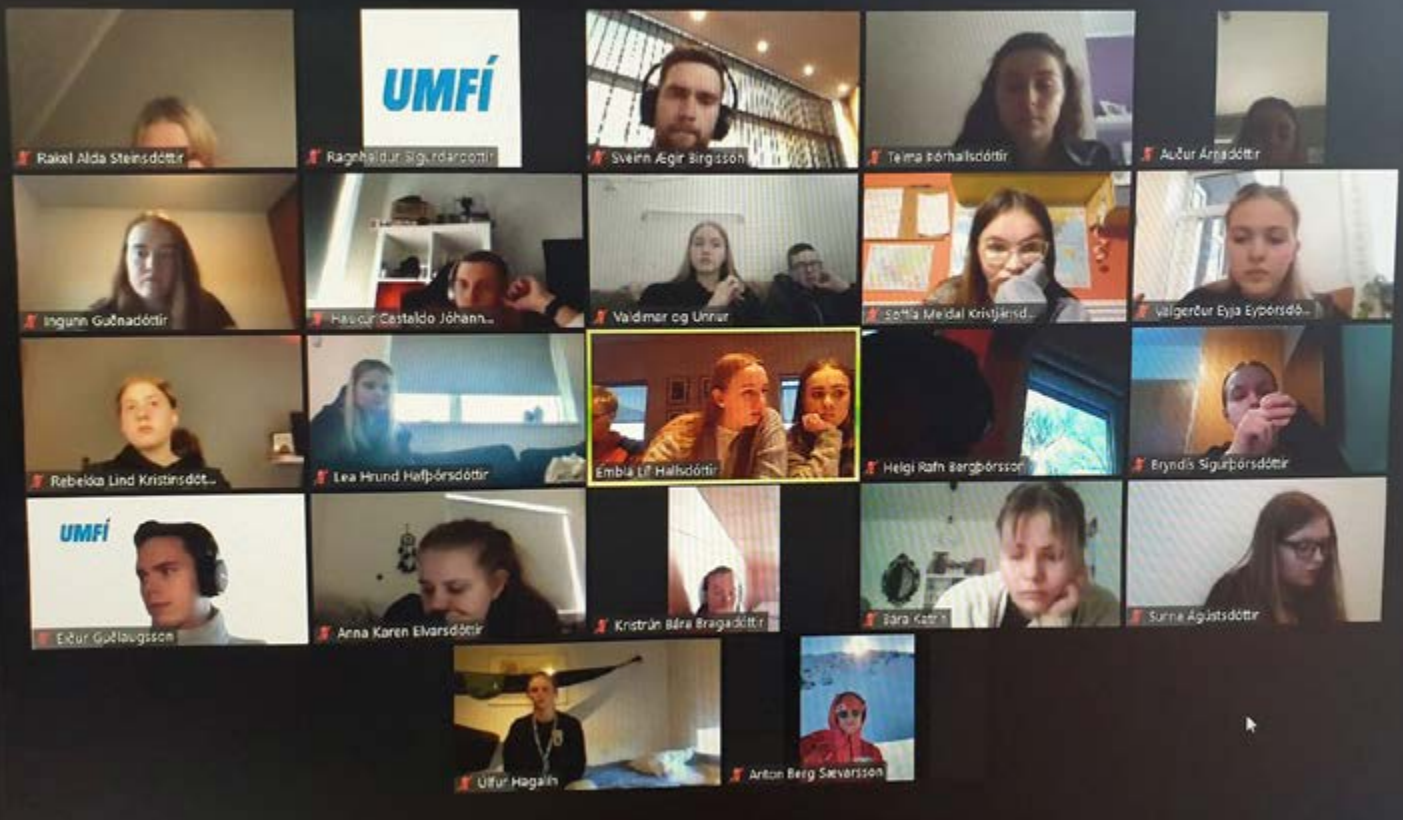 Rakel Alda Steinsdóttir
UMFÍ
Ragnheiður Sigurðardóttir
Sveinn Ægir Birgisson
Telma Þórhallsdóttir
Auður Árnadóttir
Ingunn Guðnadóttir
Haukur Castaldo Jóhann...
Valdimar og Unnur
Soffía Meldal Kristjánsd...
Valgerður Eyja Eyþórsdó...
Rebekka Lind Kristinsdót...
Lea Hrund Hafþórsdóttir
Embla Líf Hallsdóttir
Helgi Rafn Bergþórsson
Bryndís Sigurþórsdóttir
UMFÍ
Eiður Guðlaugsson
Anna Karen Elvarsdóttir
Kristrún Bára Bragadóttir
Bára Katrín
Sunna Ágústsdóttir
Úlfur Hagalín
Anton Berg Sævarsson